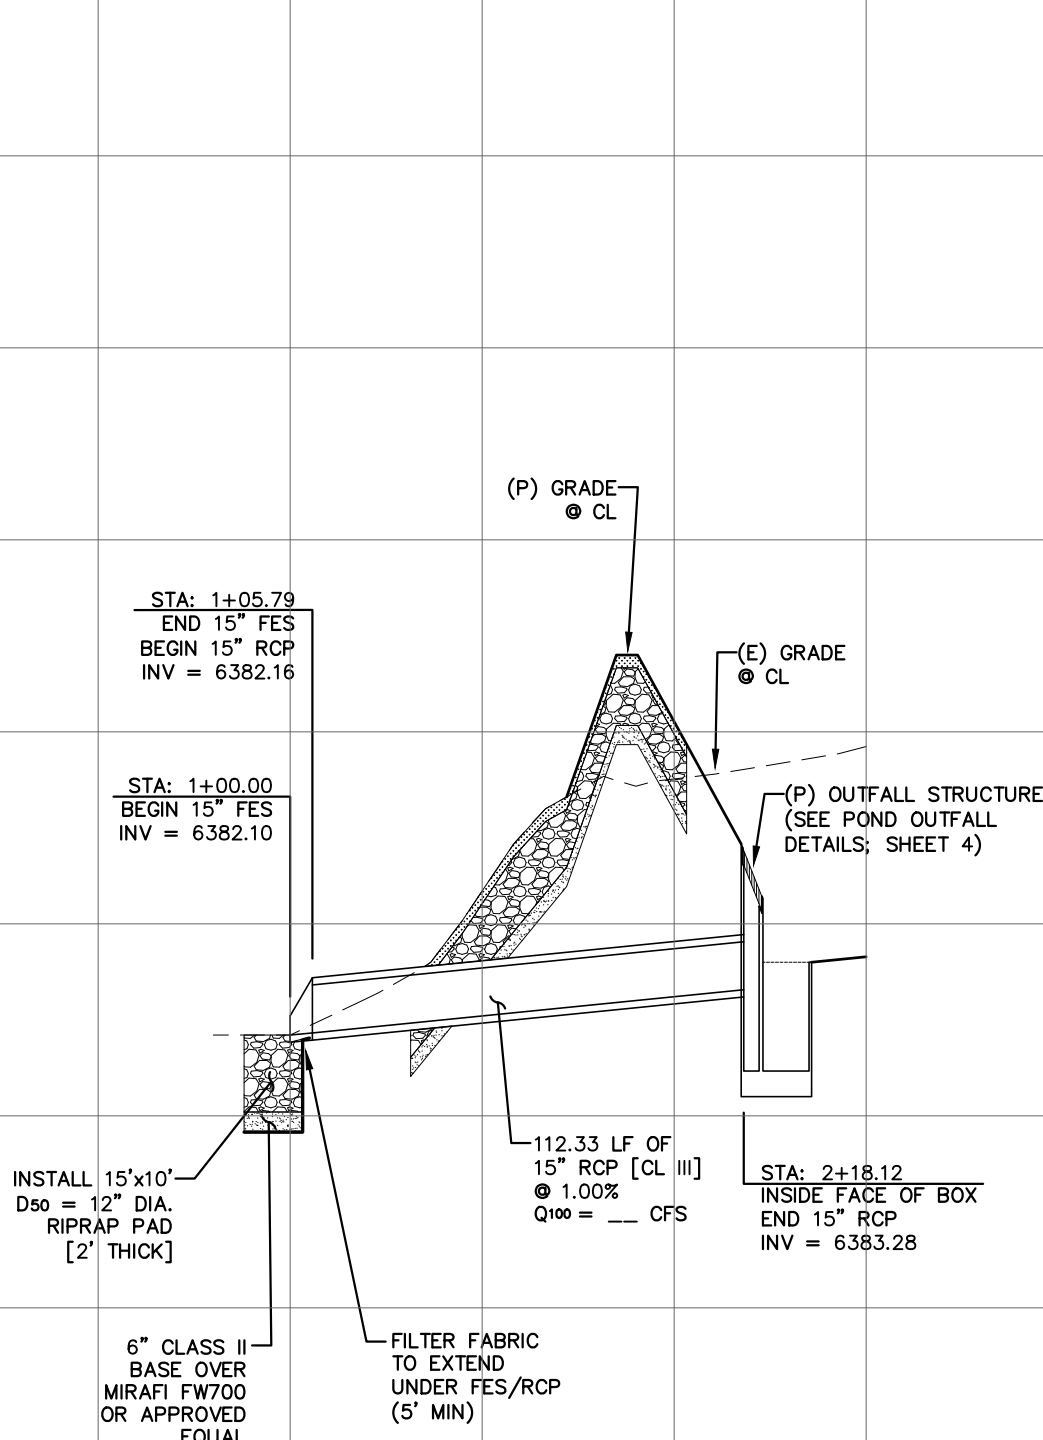 (P) GRADE
@ CL
STA: 1+05.79
END 15" FES
BEGIN 15" RCP
INV = 6382.16
(E) GRADE
@ CL
STA: 1+00.00
BEGIN 15" FES
INV = 6382.10
(P) OUTFALL STRUCTURE
(SEE POND OUTFALL
DETAILS; SHEET 4)
112.33 LF OF
15" RCP [CL III]
@ 1.00%
Q100 = __ CFS
STA: 2+18.12
INSIDE FACE OF BOX
END 15" RCP
INV = 6383.28
INSTALL 15'x10'
D50 = 12" DIA.
RIPRAP PAD
[2' THICK]
6" CLASS II
BASE OVER
MIRAFI FW700
OR APPROVED
EQUAL
FILTER FABRIC
TO EXTEND
UNDER FES/RCP
(5' MIN)